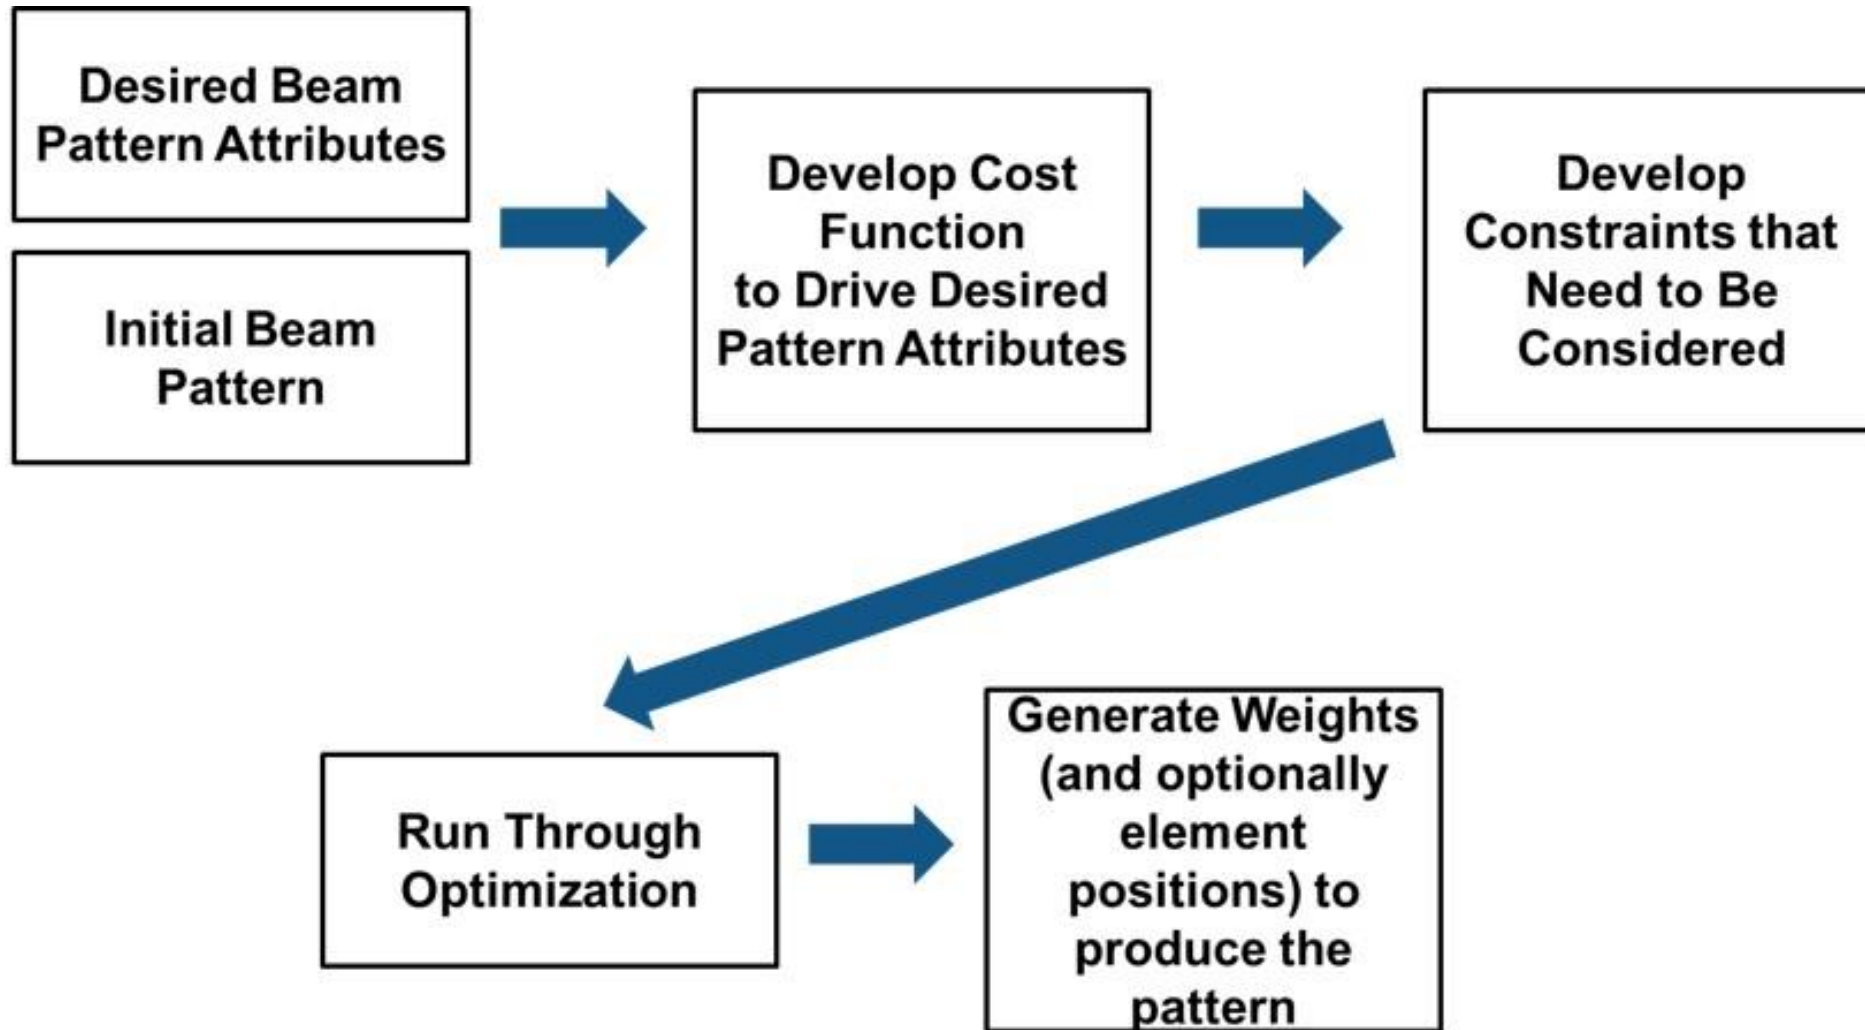 Desired Beam
Pattern Attributes
Initial Beam
Pattern
Develop Cost
Function
to Drive Desired
Pattern Attributes
Develop
Constraints that
Need to Be
Considered
Run Through
Optimization
Generate Weights
(and optionally
element
positions) to
produce the
pattern